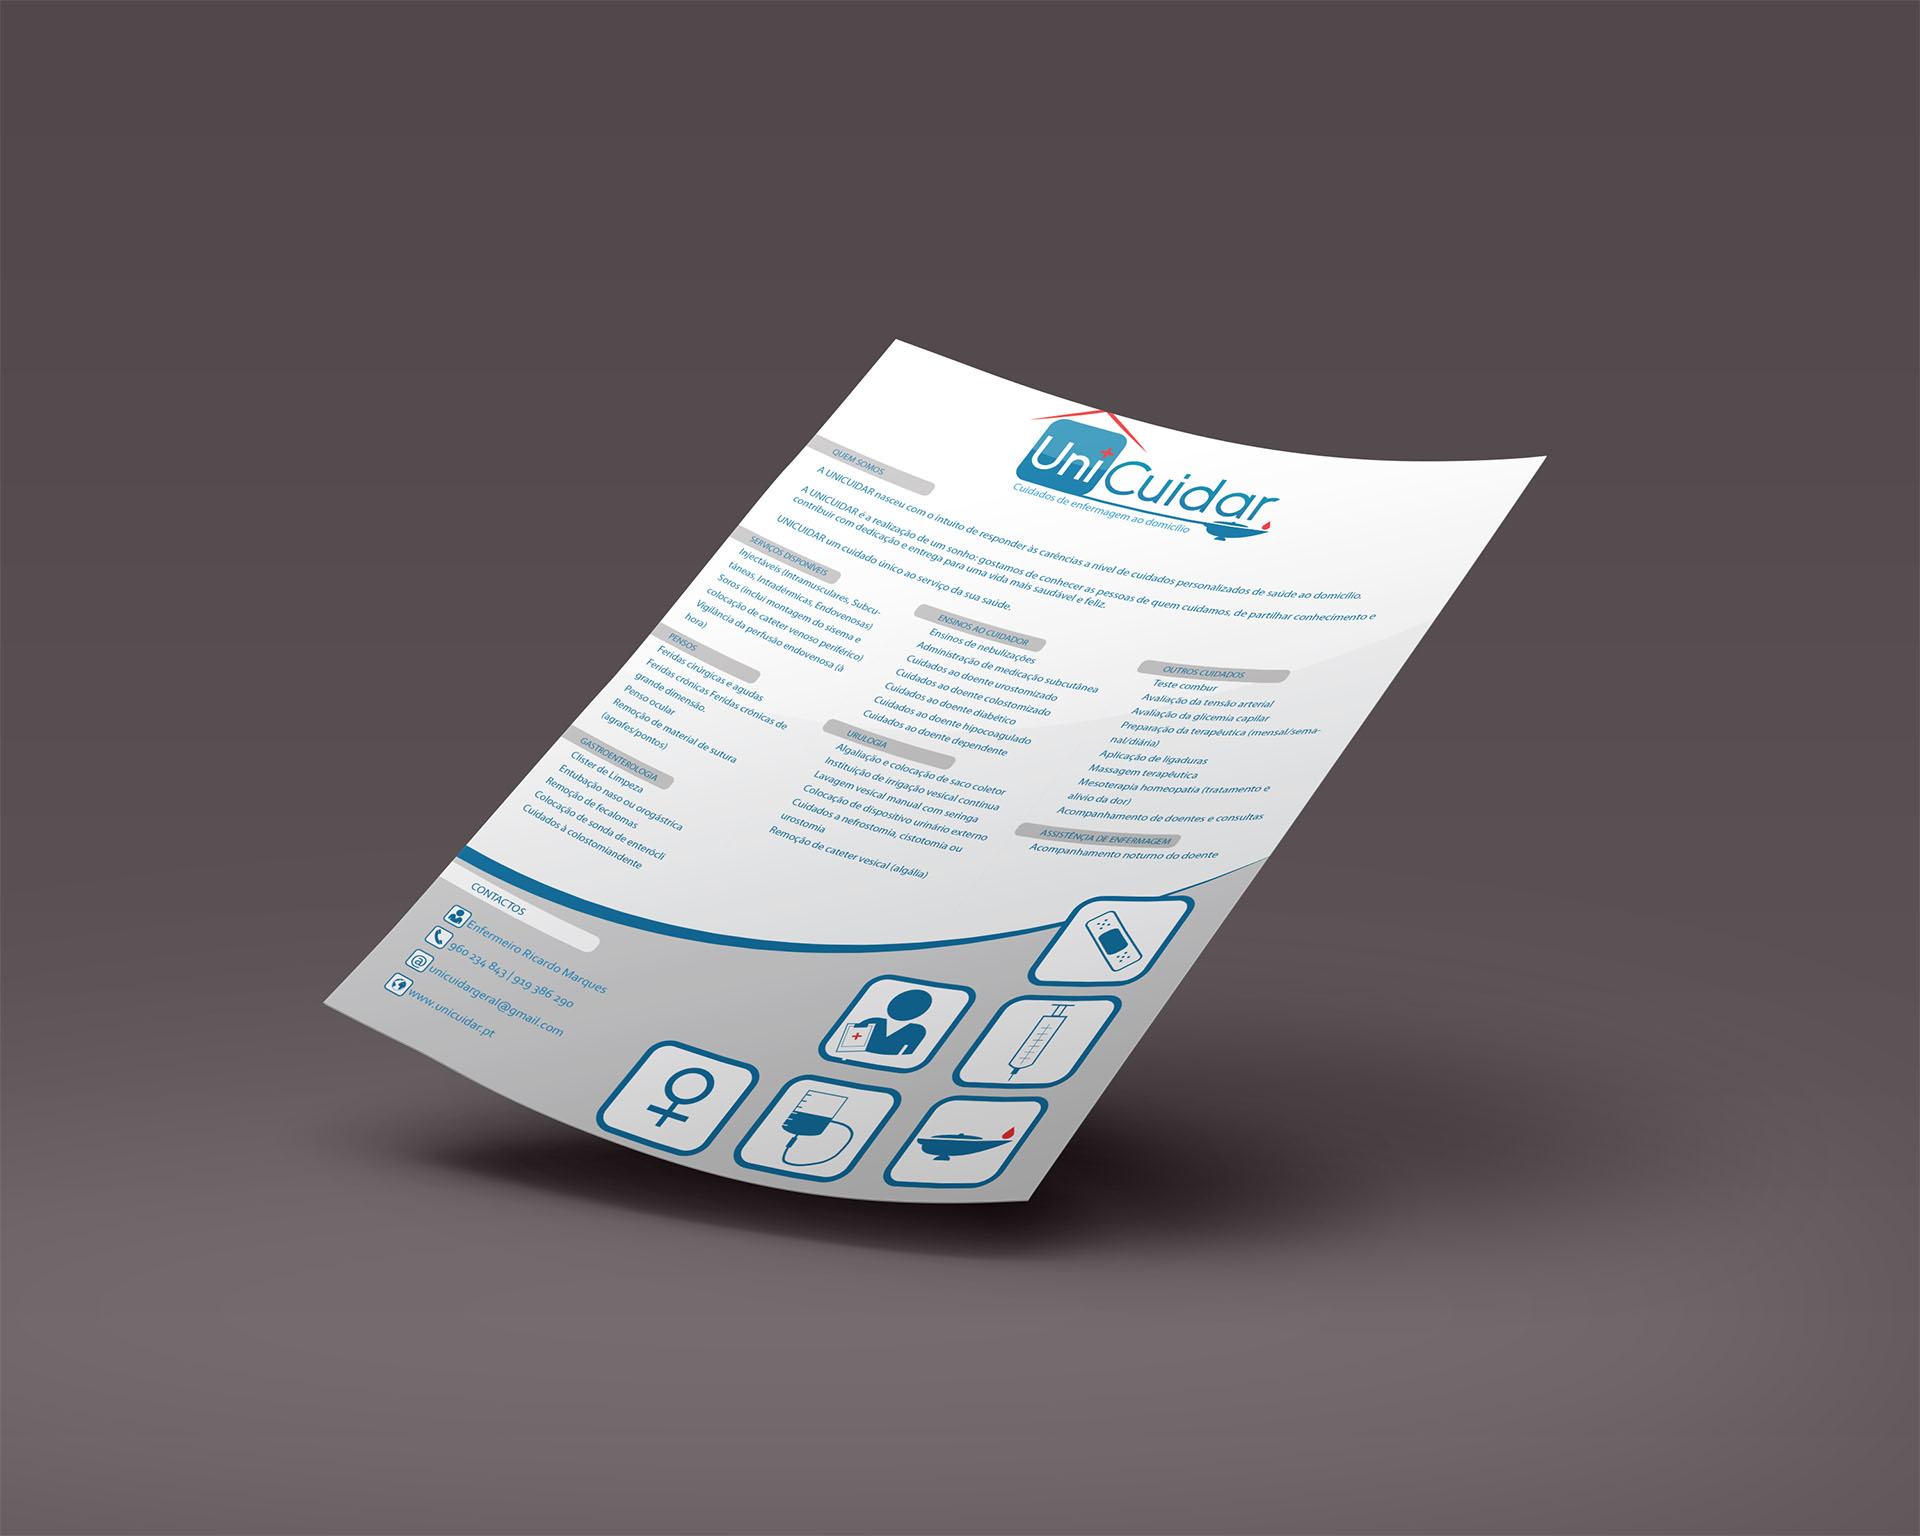 Uni+Cuidar
Cuidados de enfermagem ao domicílio
QUEM SOMOS
A UNICUIDAR nasceu com o intuito de responder às carências a nível de cuidados personalizados de saúde ao domicílio.
A UNICUIDAR é a realização de um sonho: gostamos de conhecer as pessoas de quem cuidamos, de partilhar conhecimento e
contribuir com dedicação e entrega para uma vida mais saudável e feliz.
UNICUIDAR um cuidado único ao serviço da sua saúde.
SERVIÇOS DISPONÍVEIS
Injectáveis (Intramusculares, Subcu-
tâneas, Intradérmicas, Endovenosas)
Soros (inclui montagem do sisema e
colocação de cateter venoso periférico)
Vigilância da perfusão endovenosa (à
hora)
PENSOS
Feridas cirúrgicas e agudas
Feridas crónicas Feridas crónicas de
grande dimensão.
Penso ocular
Remoção de material de sutura
(agrafes/pontos)
GASTROENTEROLOGIA
Clister de Limpeza
Entubação naso ou orogástrica
Remoção de fecalomas
Colocação de sonda de enterócli
Cuidados à colostomiandente
ENSINOS AO CUIDADOR
Ensinos de nebulizações
Administração de medicação subcutânea
Cuidados ao doente urostomizado
Cuidados ao doente colostomizado
Cuidados ao doente diabético
Cuidados ao doente hipocoagulado
Cuidados ao doente dependente
URULOGIA
Algaliação e colocação de saco coletor
Instituição de irrigação vesical contínua
Lavagem vesical manual com seringa
Colocação de dispositivo urinário externo
Cuidados a nefrostomia, cistotomia ou
urostomia
Remoção de cateter vesical (algália)
OUTROS CUIDADOS
Teste combur
Avaliação da tensão arterial
Avaliação da glicemia capilar
Preparação da terapêutica (mensal/sema-
nal/diária)
Aplicação de ligaduras
Massagem terapêutica
Mesoterapia homeopatia (tratamento e
alívio da dor)
Acompanhamento de doentes e consultas
ASSISTÊNCIA DE ENFERMAGEM
Acompanhamento noturno do doente
CONTACTOS
Enfermeiro Ricardo Marques
960 234 843 | 919 386 290
@ unicuidargeral@gmail.com
www.unicuidar.pt